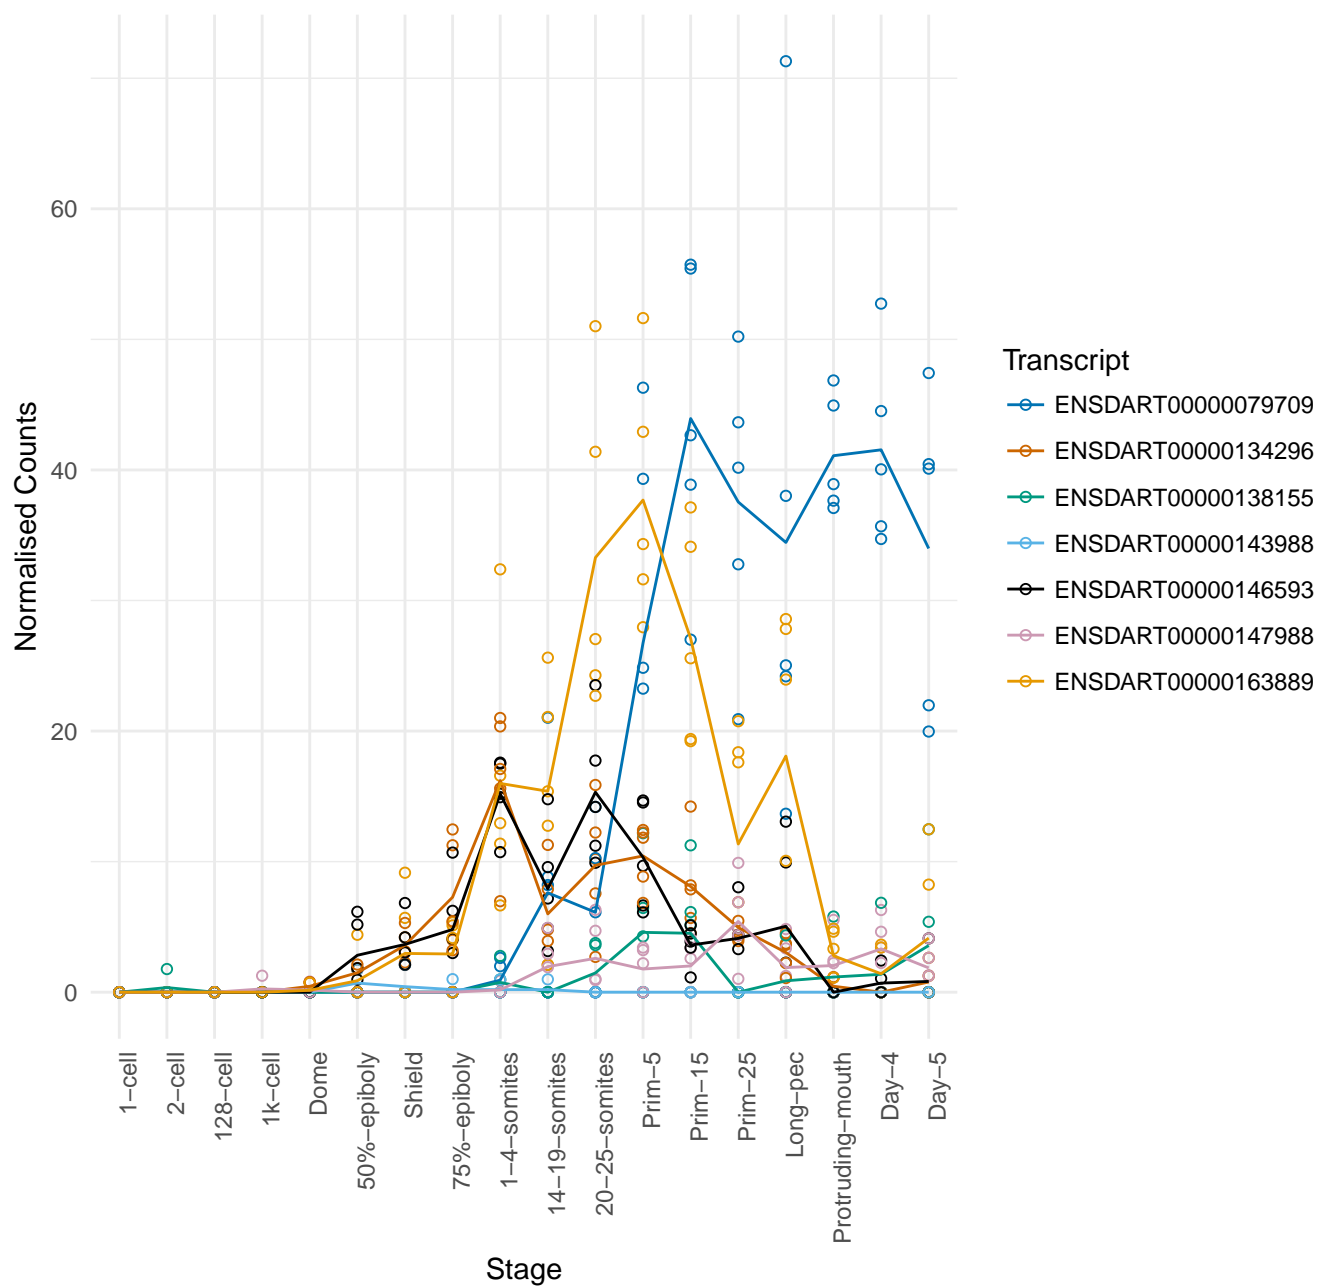 Normalised Counts
60
40
20
0
1−cell
2−cell
128−cell
1k−cell
Dome
50%−epiboly
Shield
75%−epiboly
1−4−somites
14−19−somites
20−25−somites
Prim−5
Prim−15
Prim−25
Long−pec
Protruding−mouth
Day−4
Day−5
Stage
Transcript
ENSDART00000079709
ENSDART00000134296
ENSDART00000138155
ENSDART00000143988
ENSDART00000146593
ENSDART00000147988
ENSDART00000163889